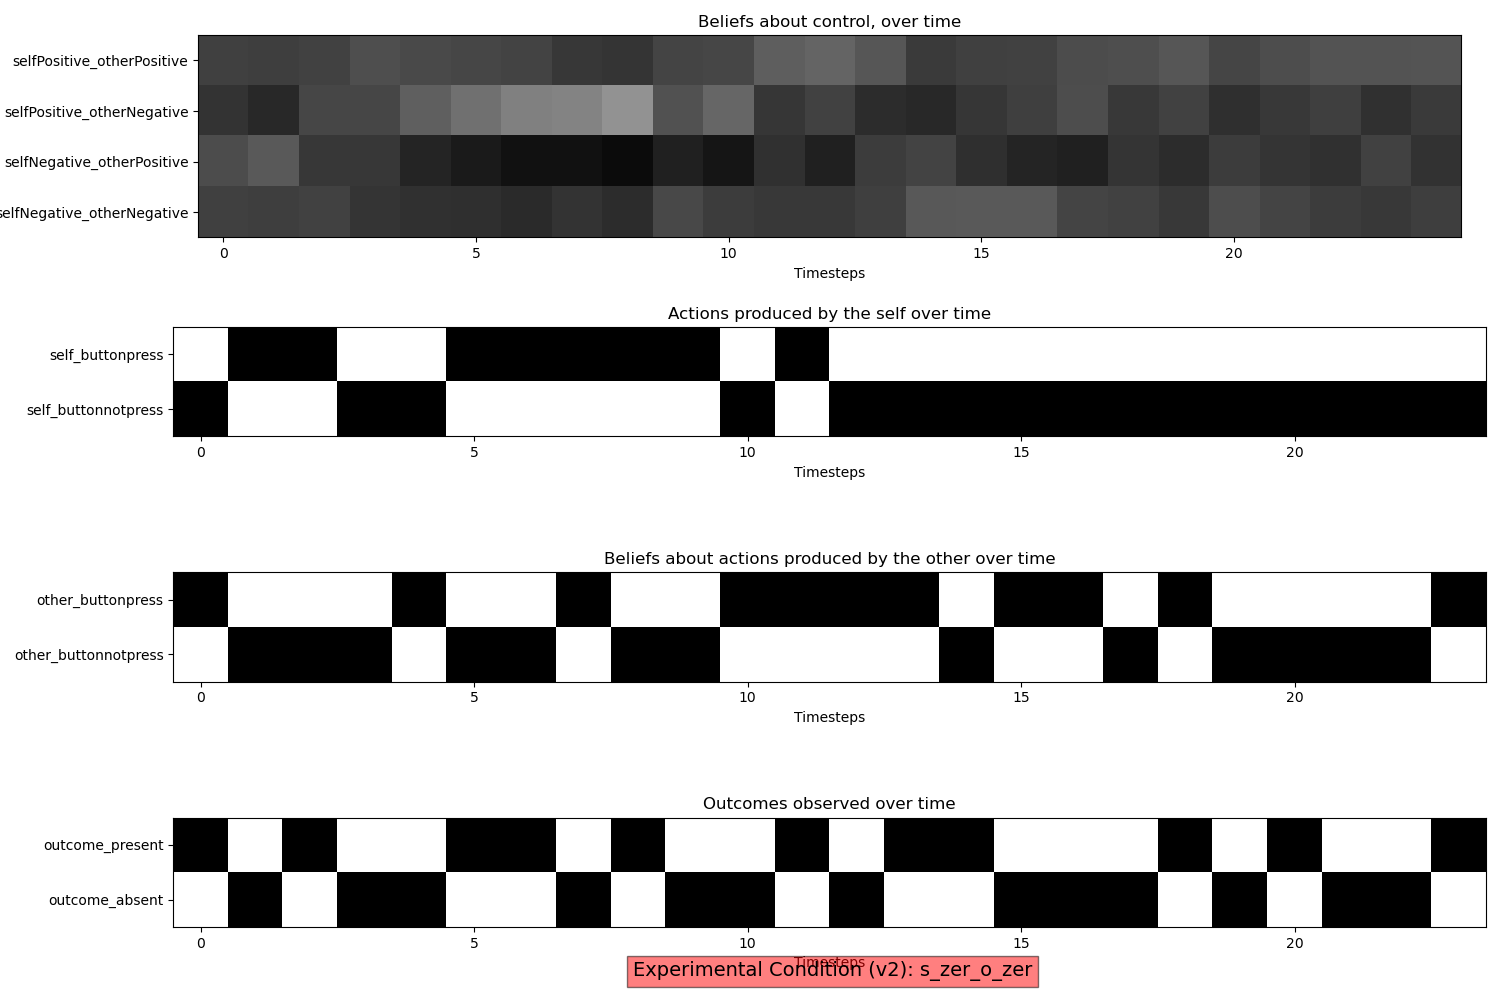 Beliefs about control, over time
selfPositive_otherPositive
selfPositive_otherNegative
selfNegative_otherPositive
elfNegative_otherNegative
0 5 10 15 20
Timesteps
Actions produced by the self over time
self_buttonpress
self_buttonnotpress
0 5 10 15 20
Timesteps
Beliefs about actions produced by the other over time
other_buttonpress
other_buttonnotpress
0 5 10 15 20
Timesteps
Outcomes observed over time
outcome_present
outcome_absent
0 5 10 15 20
Timesteps
Experimental Condition (v2): s_zer_o_zer